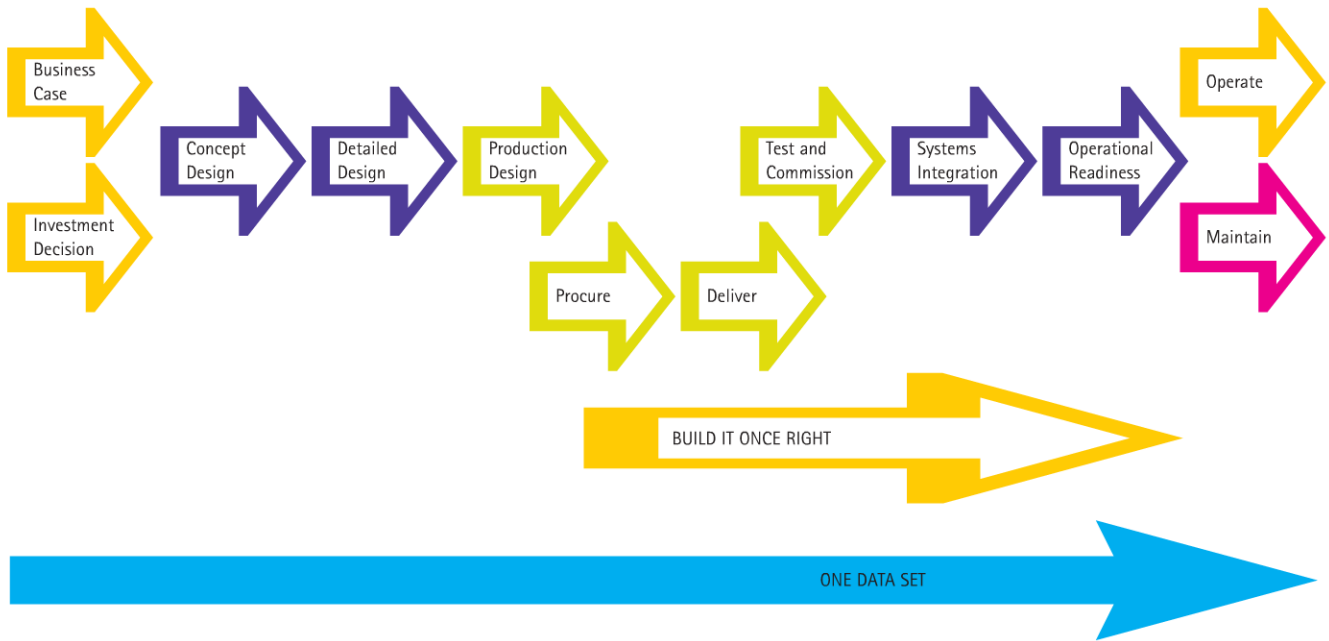 Business
Case
Investment
Decision
Concept
Design
Detailed
Design
Production
Design
Procure
Deliver
Test and
Commission
Systems
Integration
Operational
Readiness
Operate
Maintain
BUILD IT ONCE RIGHT
ONE DATA SET